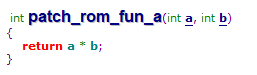 int patch_rom_fun_a(int a, int b)
{
return a * b;
}